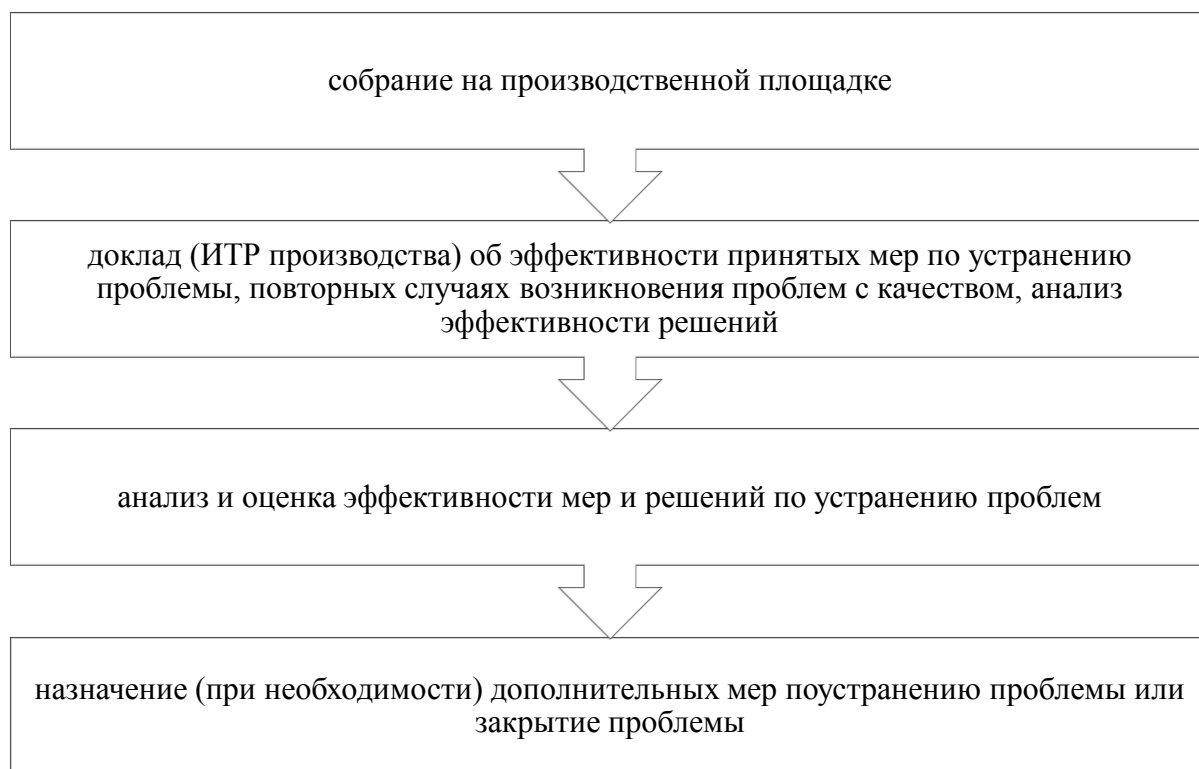 собрание на производственной площадке
доклад (ИТР производства) об эффективности принятых мер по устранению
проблемы, повторных случаях возникновения проблем с качеством, анализ
эффективности решений
анализ и оценка эффективности мер и решений по устранению проблем
назначение (при необходимости) дополнительных мер поустранению проблемы или
закрытие проблемы